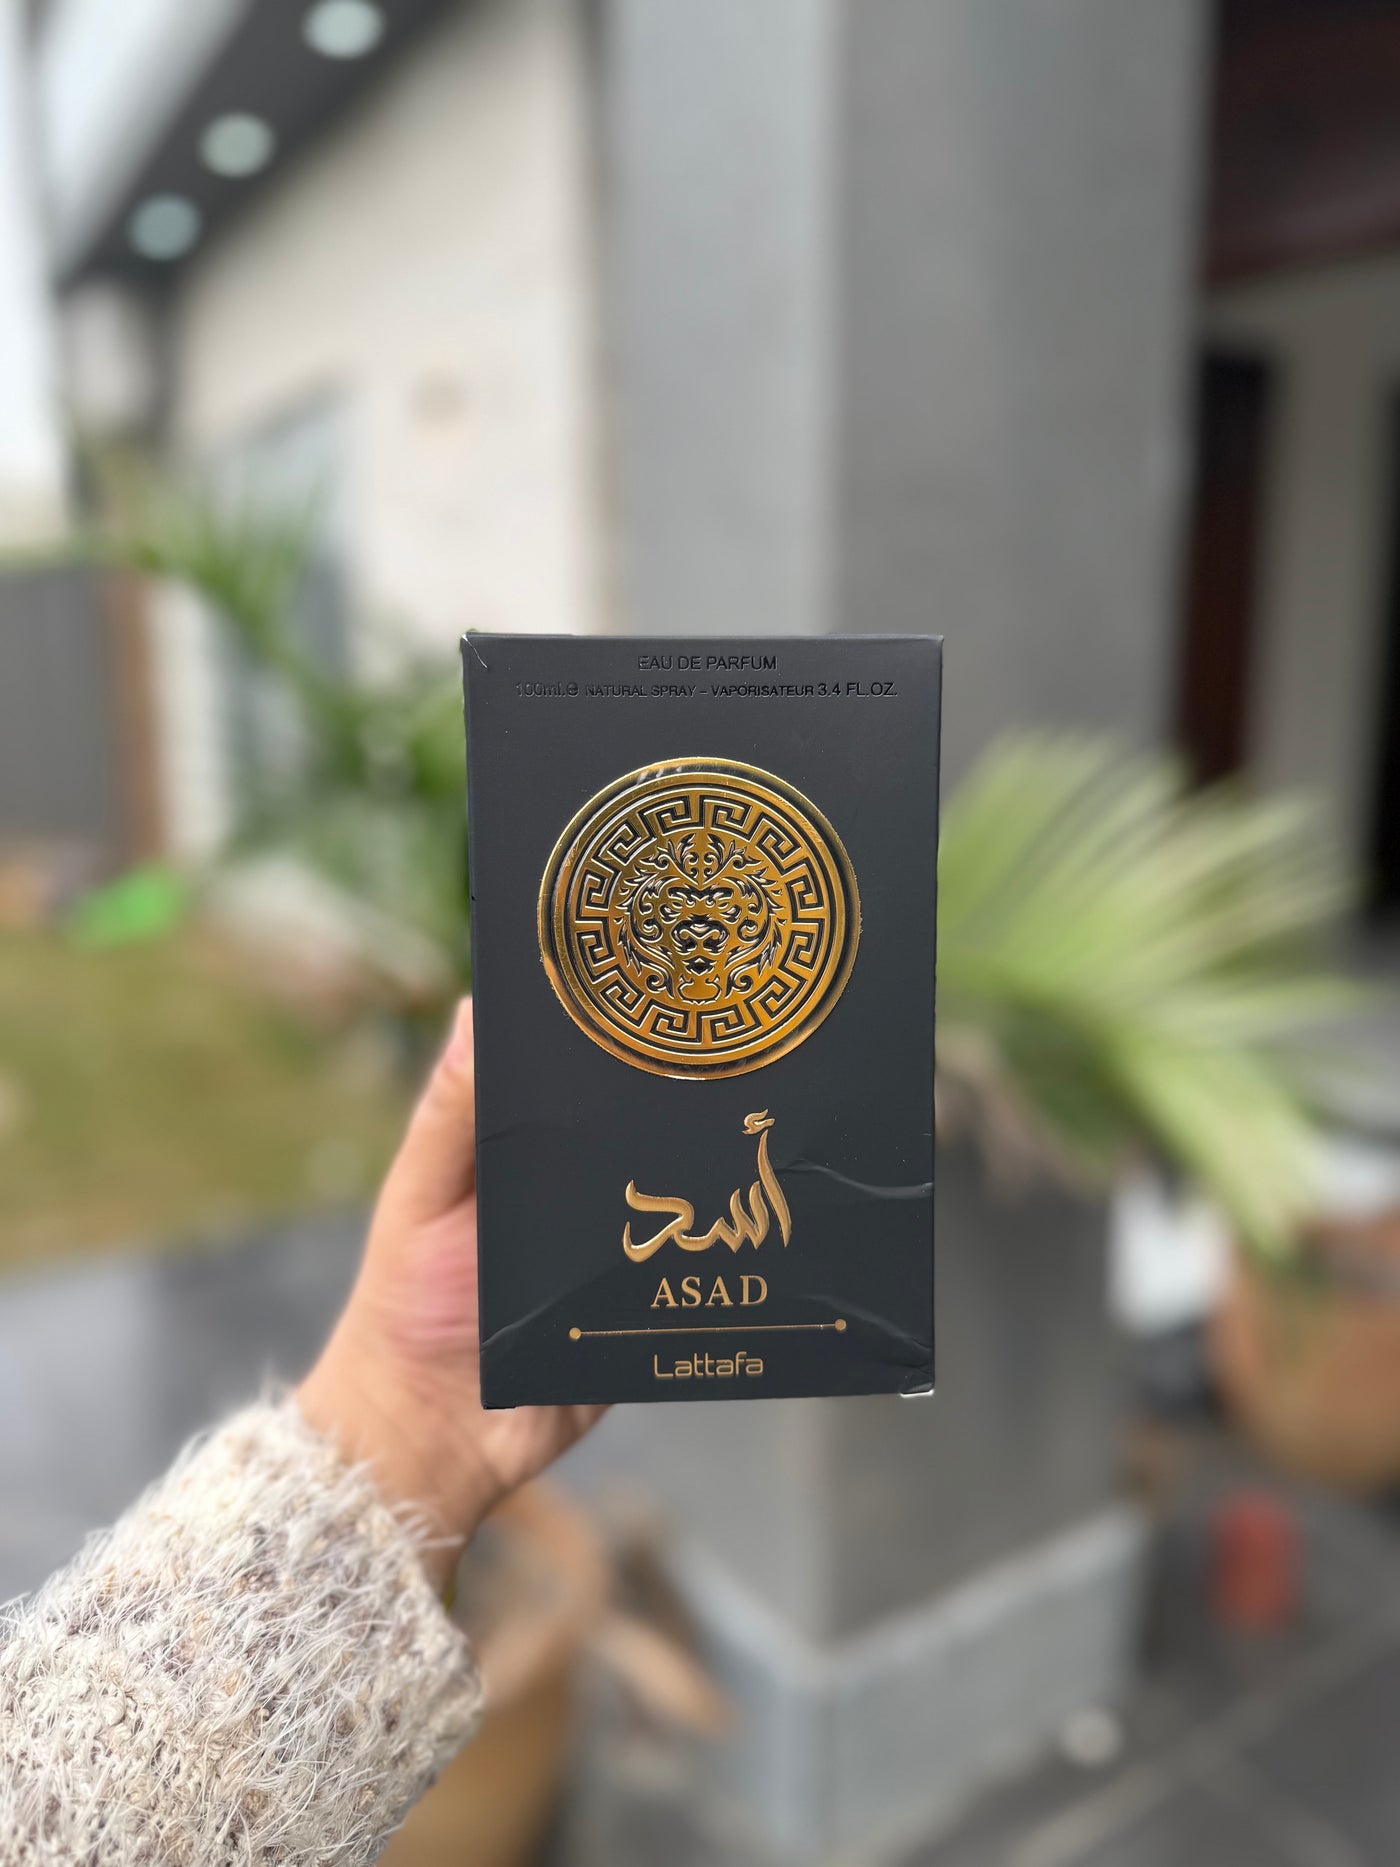 EAU DE PARFUM
100ml.℮ NATURAL SPRAY – VAPORISATEUR 3.4 FL.OZ.
أسد
ASAD
Lattafa